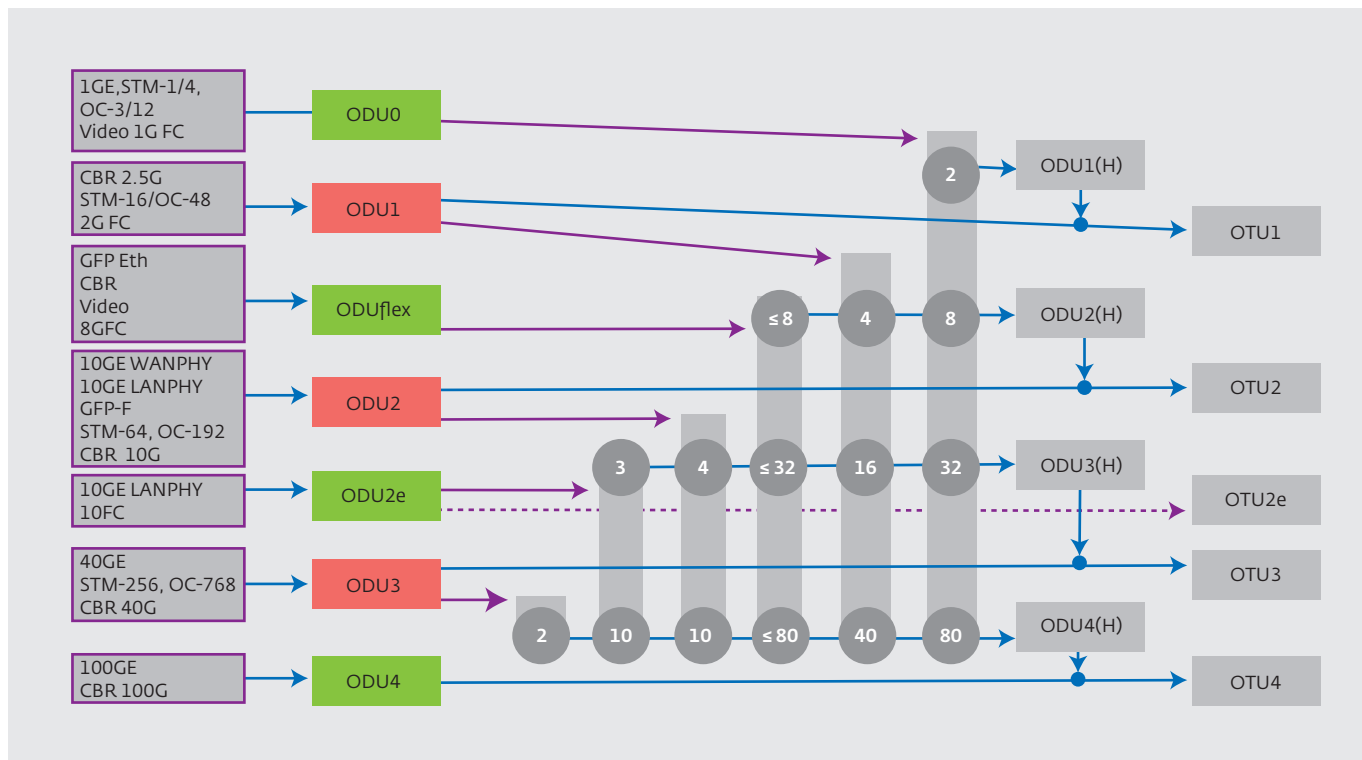 1GE,STM-1/4,
OC-3/12
Video 1G FC
ODU0
2
ODU1(H)
CBR 2.5G
STM-16/OC-48
2G FC
ODU1
OTU1
GFP Eth
CBR
Video
8GFC
ODUflex
≤ 8
4
8
ODU2(H)
10GE WANPHY
10GE LANPHY
GFP-F
STM-64, OC-192
CBR 10G
ODU2
OTU2
3
4
≤ 32
16
32
ODU3(H)
10GE LANPHY
10FC
ODU2e
OTU2e
40GE
STM-256, OC-768
CBR 40G
ODU3
OTU3
2
10
10
≤ 80
40
80
ODU4(H)
100GE
CBR 100G
ODU4
OTU4